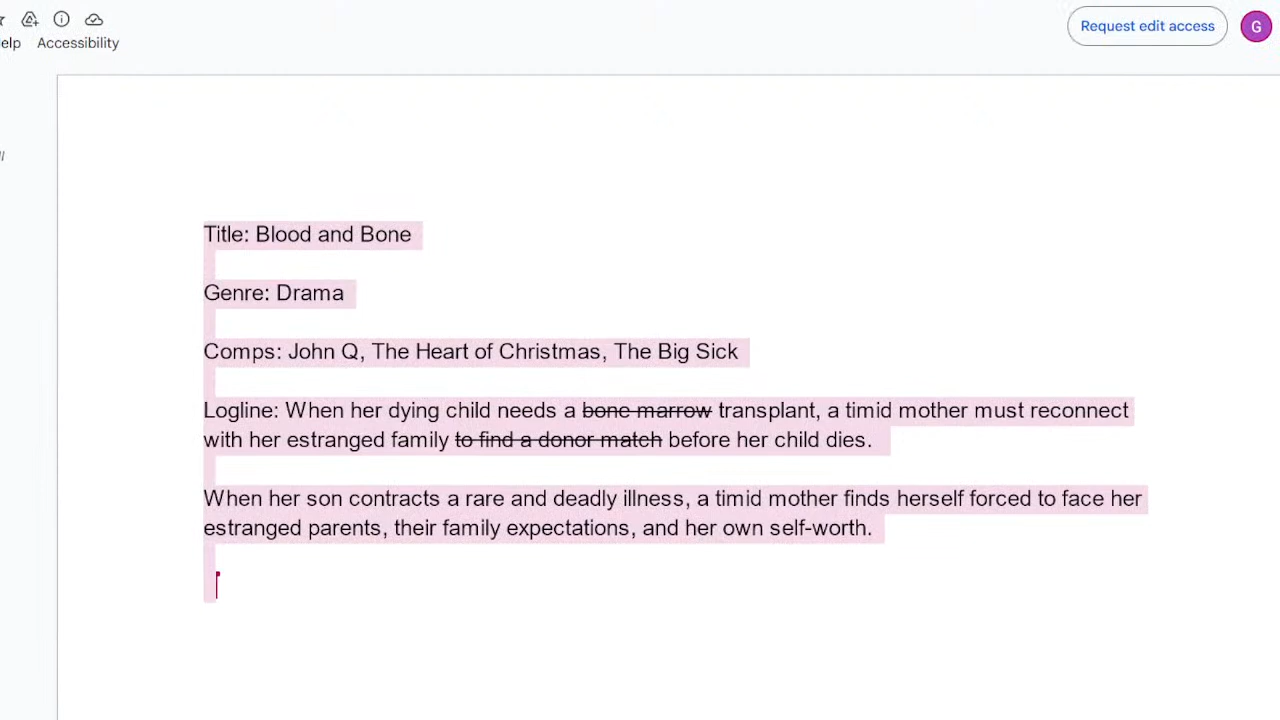 Request edit access
G
elp Accessibility
Title: Blood and Bone
Genre: Drama
Comps: John Q, The Heart of Christmas, The Big Sick
Logline: When her dying child needs a bone marrow transplant, a timid mother must reconnect
with her estranged family to find a donor match before her child dies.
When her son contracts a rare and deadly illness, a timid mother finds herself forced to face her
estranged parents, their family expectations, and her own self-worth.